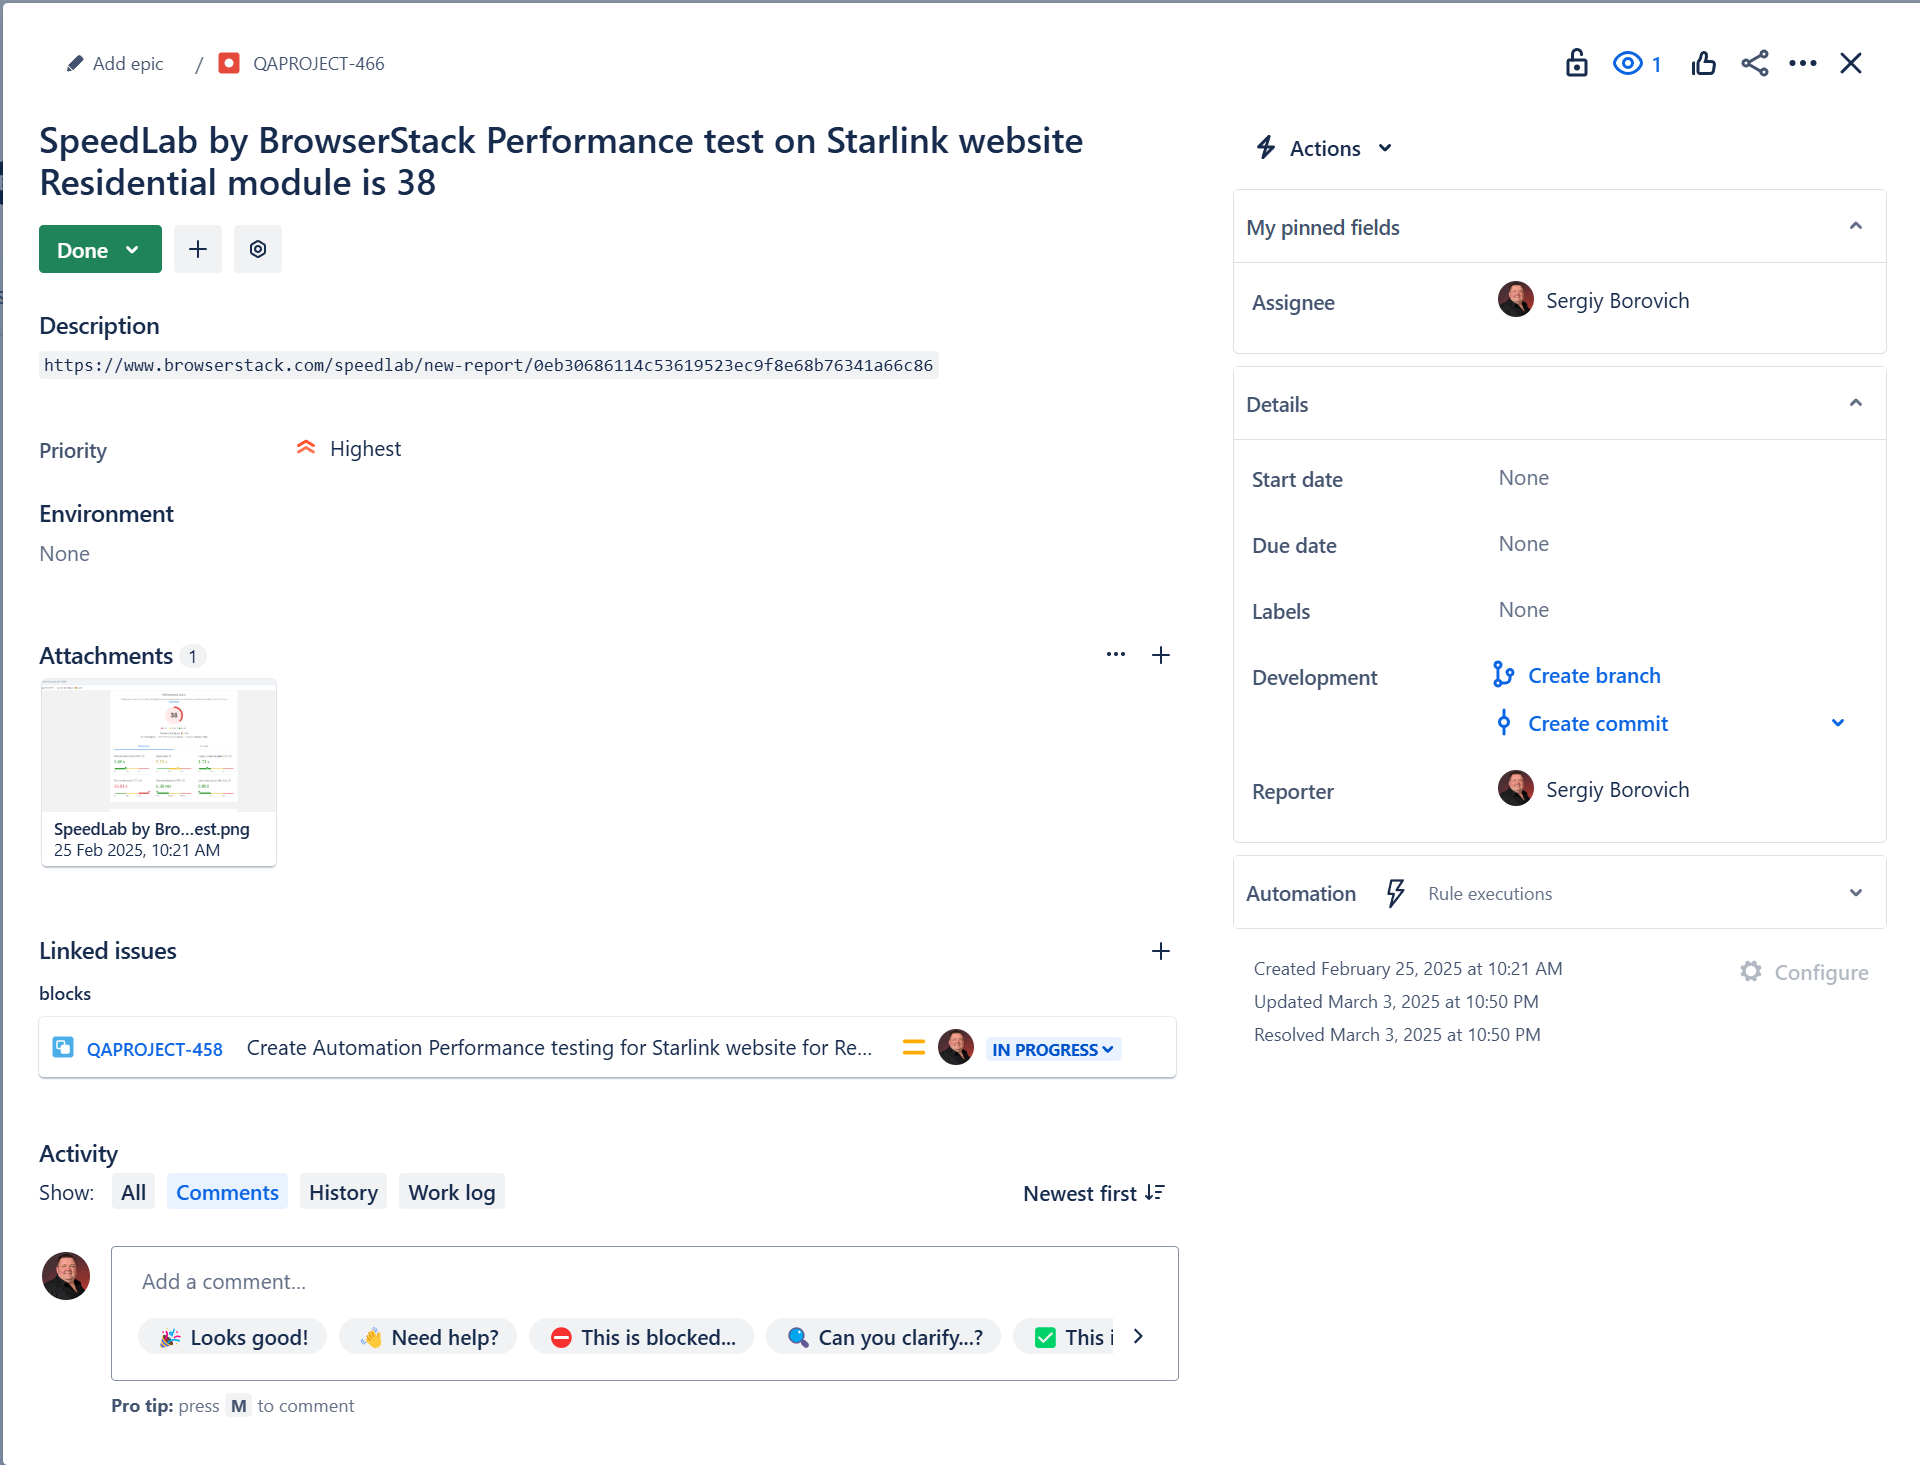 Add epic / QAPROJECT-466
1
SpeedLab by BrowserStack Performance test on Starlink website
Residential module is 38
Done
Description
https://www.browserstack.com/speedlab/new-report/0eb30686114c53619523ec9f8e68b76341a66c86
Priority Highest
Environment
None
Attachments 1
38
SpeedLab by Bro...est.png
25 Feb 2025, 10:21 AM
Linked issues
blocks
QAPROJECT-458 Create Automation Performance testing for Starlink website for Re... IN PROGRESS
Activity
Show: All Comments History Work log Newest first
Add a comment...
Looks good! Need help? This is blocked... Can you clarify...? This i
Pro tip: press M to comment
Actions
My pinned fields
Assignee Sergiy Borovich
Details
Start date None
Due date None
Labels None
Development Create branch
Create commit
Reporter Sergiy Borovich
Automation Rule executions
Created February 25, 2025 at 10:21 AM
Configure
Updated March 3, 2025 at 10:50 PM
Resolved March 3, 2025 at 10:50 PM